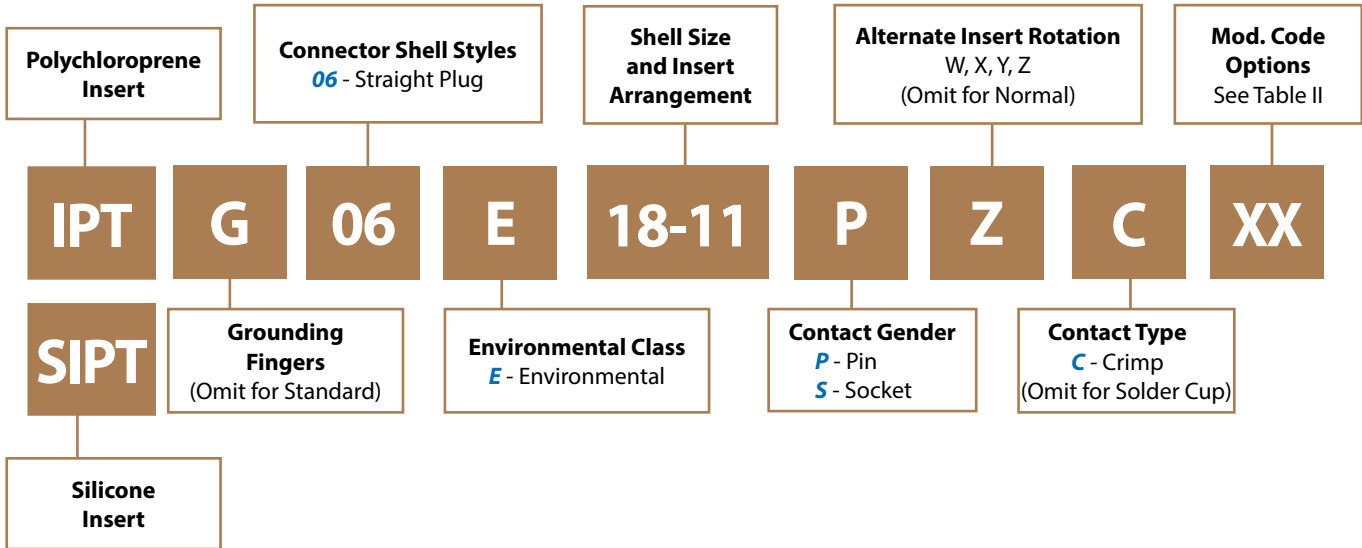 Polychloroprene
Insert
Connector Shell Styles
06 - Straight Plug
Shell Size
and Insert
Arrangement
Alternate Insert Rotation
W, X, Y, Z
(Omit for Normal)
Mod. Code
Options
See Table II
IPT G 06 E 18-11 P Z C XX
SIPT
Grounding
Fingers
(Omit for Standard)
Environmental Class
E - Environmental
Contact Gender
P - Pin
S - Socket
Contact Type
C - Crimp
(Omit for Solder Cup)
Silicone
Insert